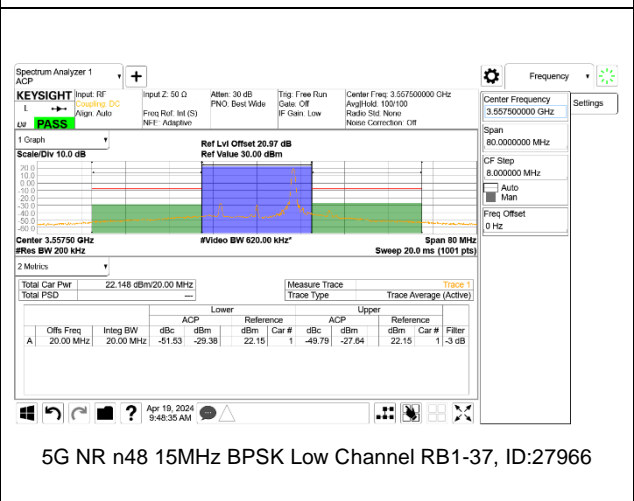 Spectrum Analyzer 1
ACP
+
Frequency
KEYSIGHT Input: RF Input Z: 50 Ω Atten: 30 dB Trig: Free Run Center Freq: 3.557500000 GHz
L Coupling: DC PNO: Best Wide Gate: Off Avg|Hold: 100/100
Align: Auto Freq Ref: Int (S) IF Gain: Low Radio Std: None
PASS NFE: Adaptive Noise Correction: Off
Center Frequency
3.557500000 GHz
Settings
Span
80.0000000 MHz
CF Step
8.000000 MHz
Auto
Man
Freq Offset
0 Hz
1 Graph Ref Lvl Offset 20.97 dB
Scale/Div 10.0 dB Ref Value 30.00 dBm
20.0
10.0
0.00
-10.0
-20.0
-30.0
-40.0
-50.0
-60.0
Center 3.55750 GHz #Video BW 620.00 kHz* Span 80 MHz
#Res BW 200 kHz Sweep 20.0 ms (1001 pts)
2 Metrics
Total Car Pwr 22.148 dBm/20.00 MHz Measure Trace Trace 1
Total PSD --- Trace Type Trace Average (Active)
Lower Upper
ACP Reference ACP Reference
Offs Freq Integ BW dBc dBm dBm Car # dBc dBm dBm Car # Filter
A 20.00 MHz 20.00 MHz -51.53 -29.38 22.15 1 -49.79 -27.64 22.15 1 -3 dB
? Apr 19, 2024
9:48:35 AM
5G NR n48 15MHz BPSK Low Channel RB1-37, ID:27966